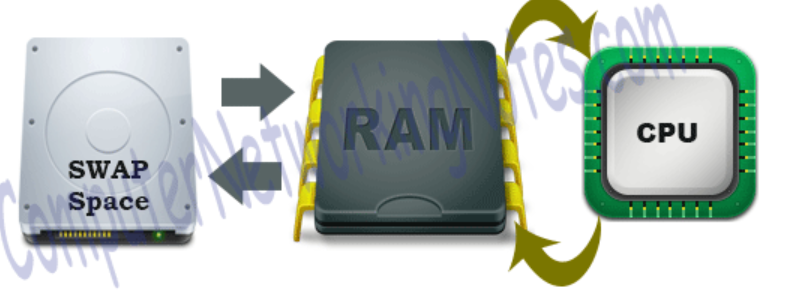 SWAP
Space
RAM
CPU
ComputerNetworkingNotes.com